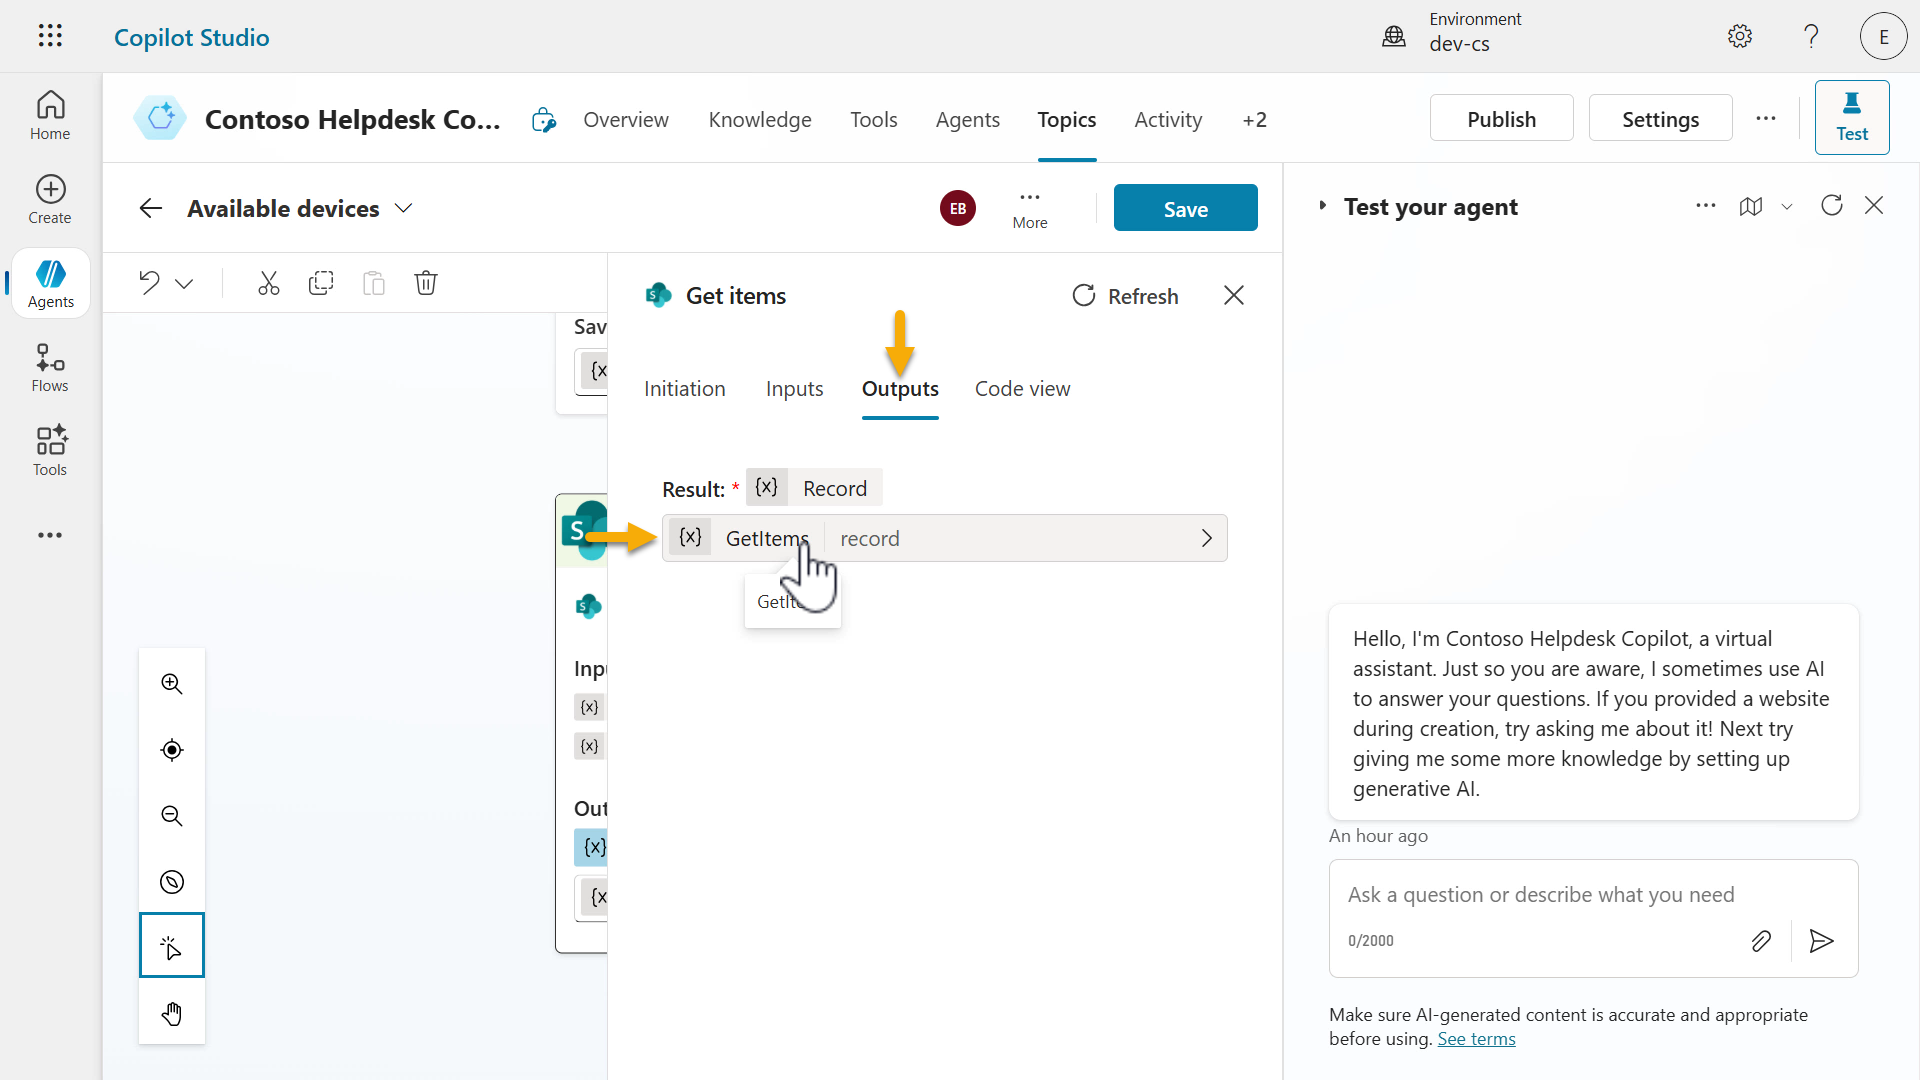 Copilot Studio
Environment
dev-cs
E
Home
Create
Agents
Flows
Tools
Contoso Helpdesk Co...
Overview
Knowledge
Tools
Agents
Topics
Activity
+2
Publish
Settings
Test
Available devices
EB
More
Save
Get items
Refresh
Initiation
Inputs
Outputs
Code view
Result: * {x} Record
{x} GetItems record
Sav
{x
S
S
Inp
{x}
{x}
Out
{x}
{x
Test your agent
Hello, I'm Contoso Helpdesk Copilot, a virtual
assistant. Just so you are aware, I sometimes use AI
to answer your questions. If you provided a website
during creation, try asking me about it! Next try
giving me some more knowledge by setting up
generative AI.
An hour ago
Ask a question or describe what you need
0/2000
Make sure AI-generated content is accurate and appropriate
before using. See terms